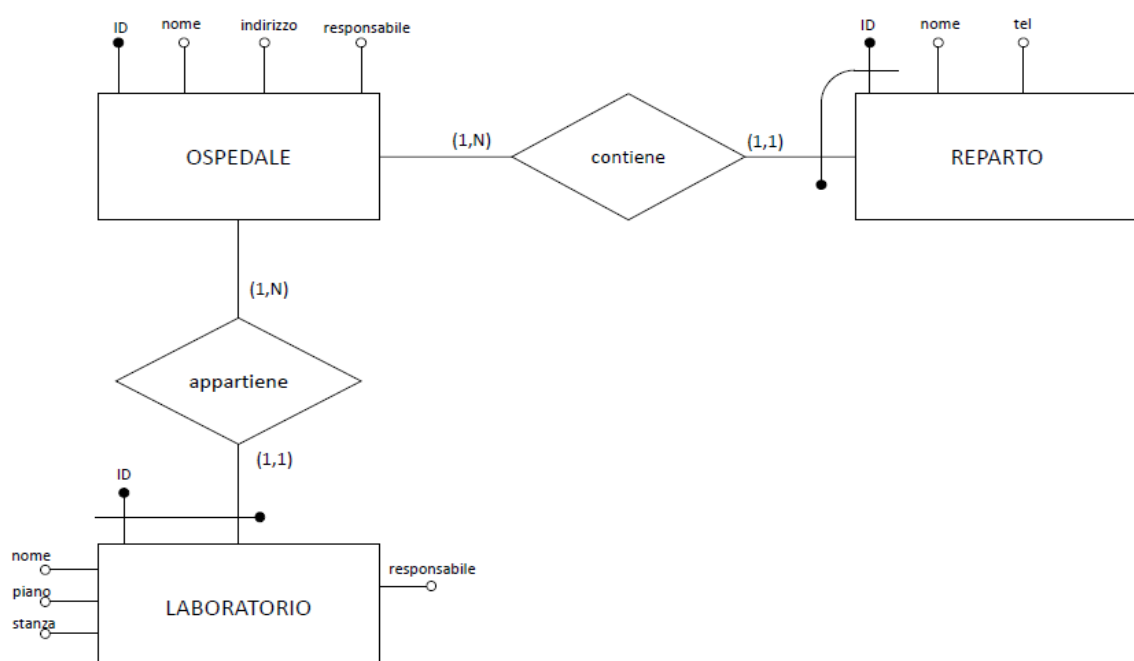 ID nome indirizzo responsabile
ID nome tel
OSPEDALE
(1,N)
contiene
(1,1)
REPARTO
(1,N)
appartiene
(1,1)
ID
nome
piano
stanza
LABORATORIO
responsabile